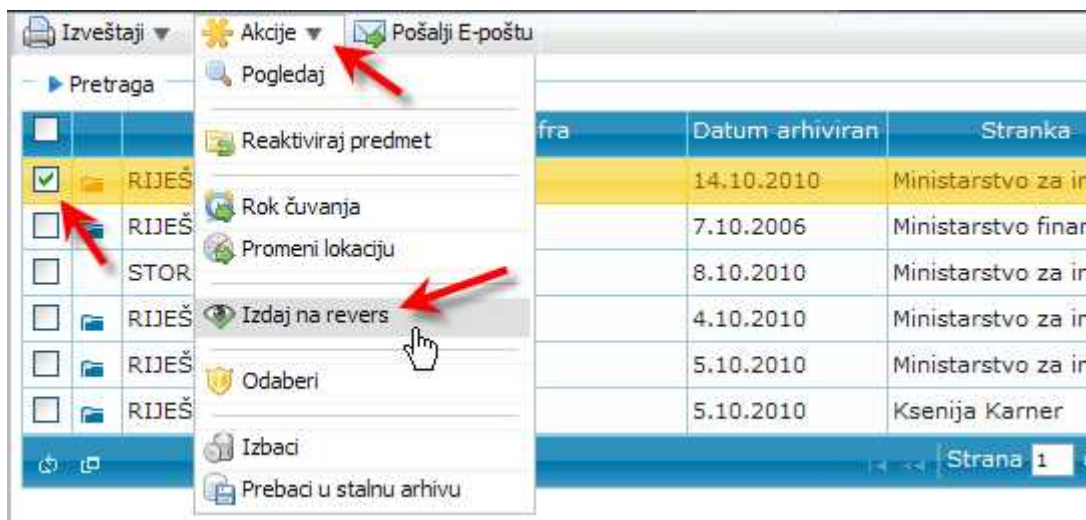 Izveštaji Akcije Pošalji E-poštu
Pretraga
Pogledaj
Reaktiviraj predmet
Rok čuvanja
Promeni lokaciju
Izdaj na revers
Odaberi
Izbaci
Prebaci u stalnu arhivu
fra Datum arhiviran Stranka
RIJEŠ 14.10.2010 Ministarstvo za in
RIJEŠ 7.10.2006 Ministarstvo finan
STOR 8.10.2010 Ministarstvo za in
RIJEŠ 4.10.2010 Ministarstvo za in
RIJEŠ 5.10.2010 Ministarstvo za in
RIJEŠ 5.10.2010 Ksenija Karner
Strana 1